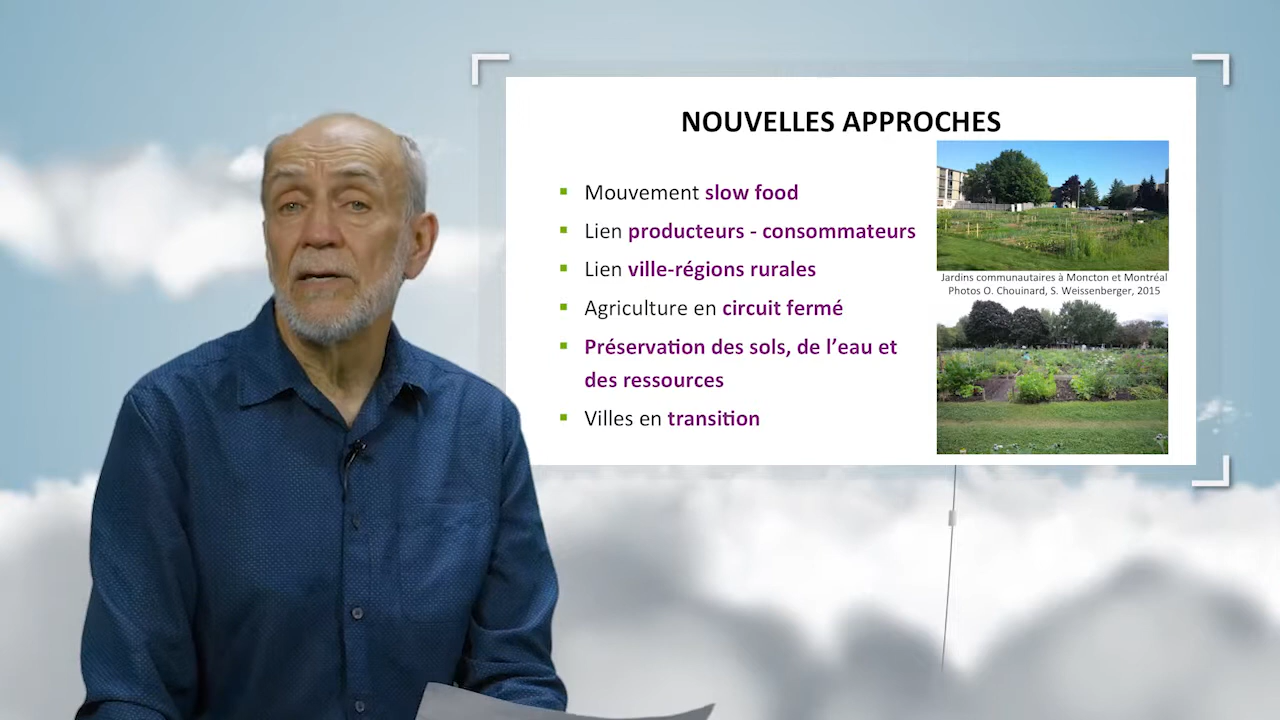 NOUVELLES APPROCHES
Mouvement slow food
Lien producteurs - consommateurs
Lien ville-régions rurales
Agriculture en circuit fermé
Préservation des sols, de l’eau et
des ressources
Villes en transition
Jardins communautaires à Moncton et Montréal
Photos O. Chouinard, S. Weissenberger, 2015